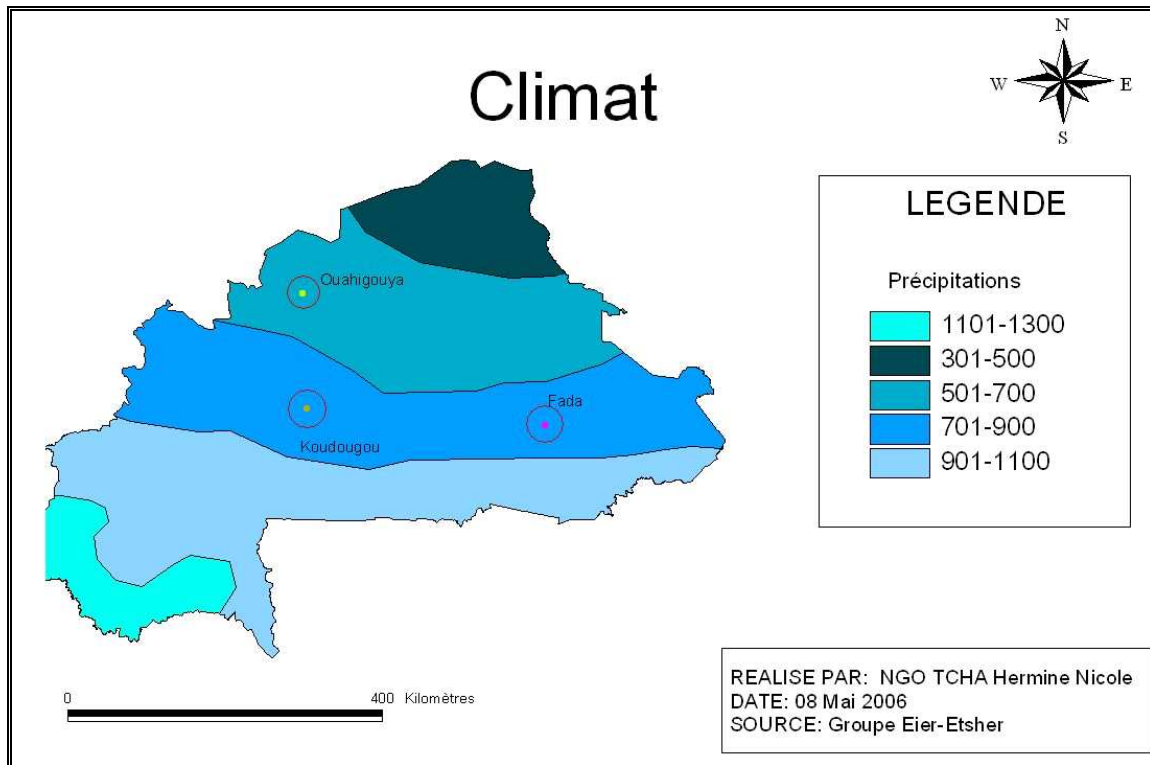 Climat
N
W
E
S
LEGENDE
Précipitations
1101-1300
301-500
501-700
701-900
901-1100
Ouahigouya
Fada
Koudougou
0
400 Kilomètres
REALISE PAR: NGO TCHA Hermine Nicole
DATE: 08 Mai 2006
SOURCE: Groupe Eier-Etsher